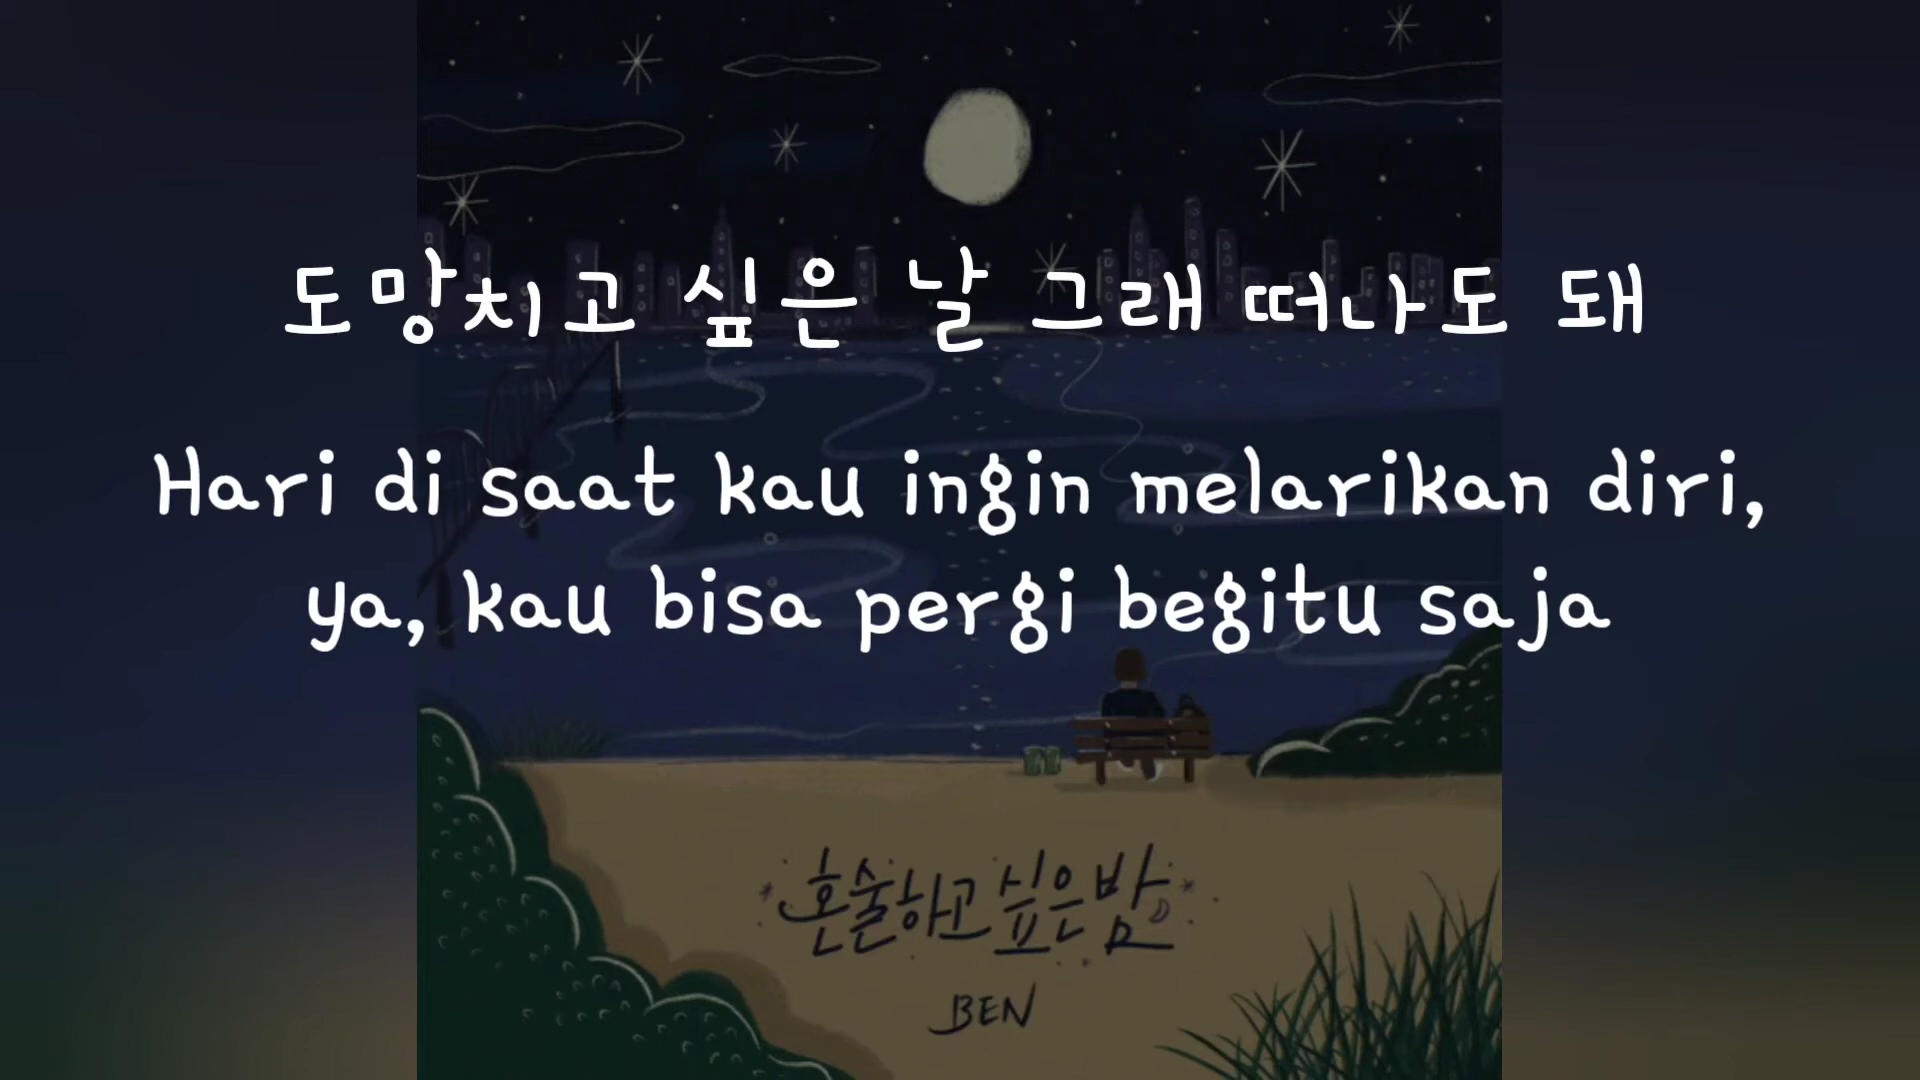 도망치고 싶은 날 그래 떠나도 돼
Hari di saat kau ingin melarikan diri,
ya, kau bisa pergi begitu saja
혼술하고 싶은 밤
BEN